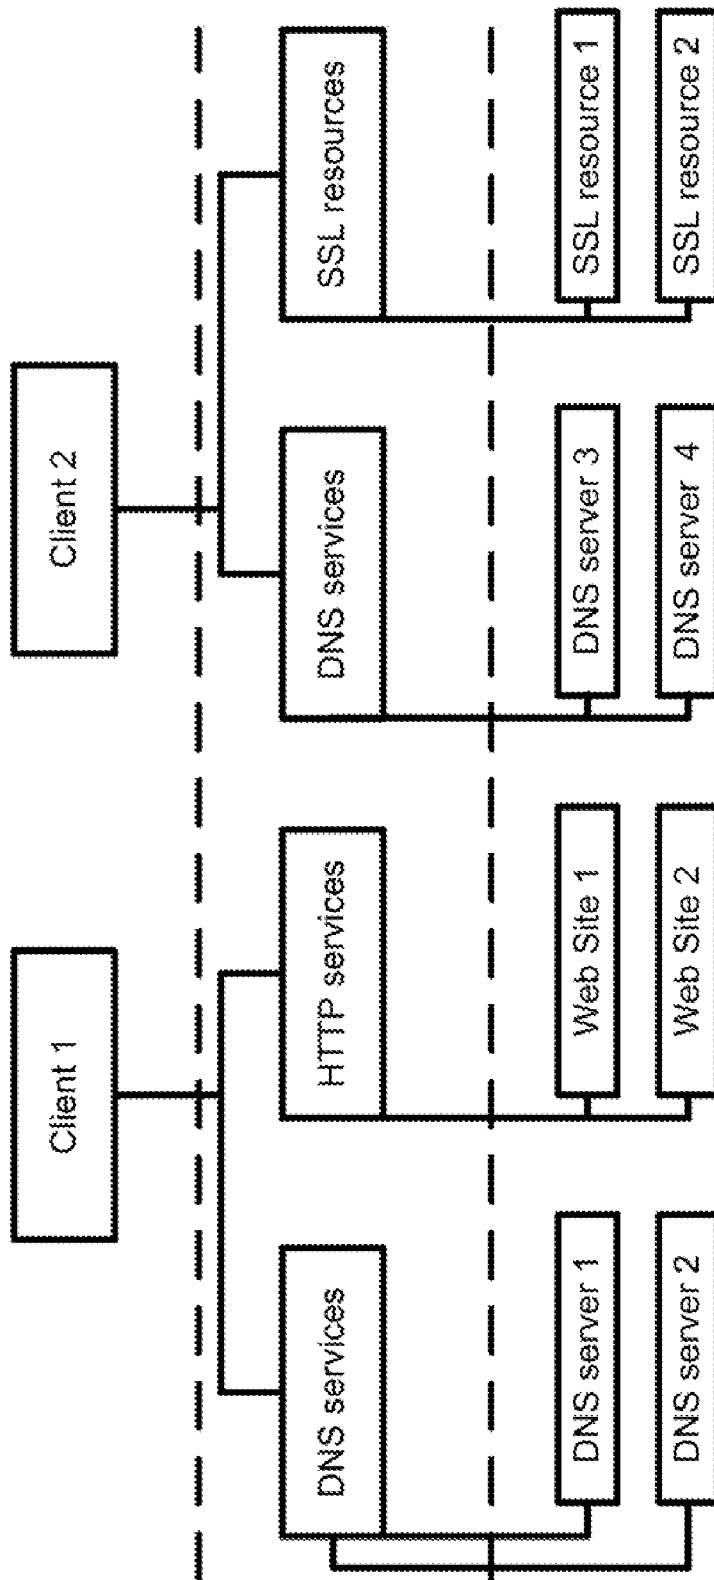 Client 1
Client 2
DNS services
HTTP services
DNS services
SSL resources
DNS server 1
Web Site 1
DNS server 3
SSL resource 1
DNS server 2
Web Site 2
DNS server 4
SSL resource 2